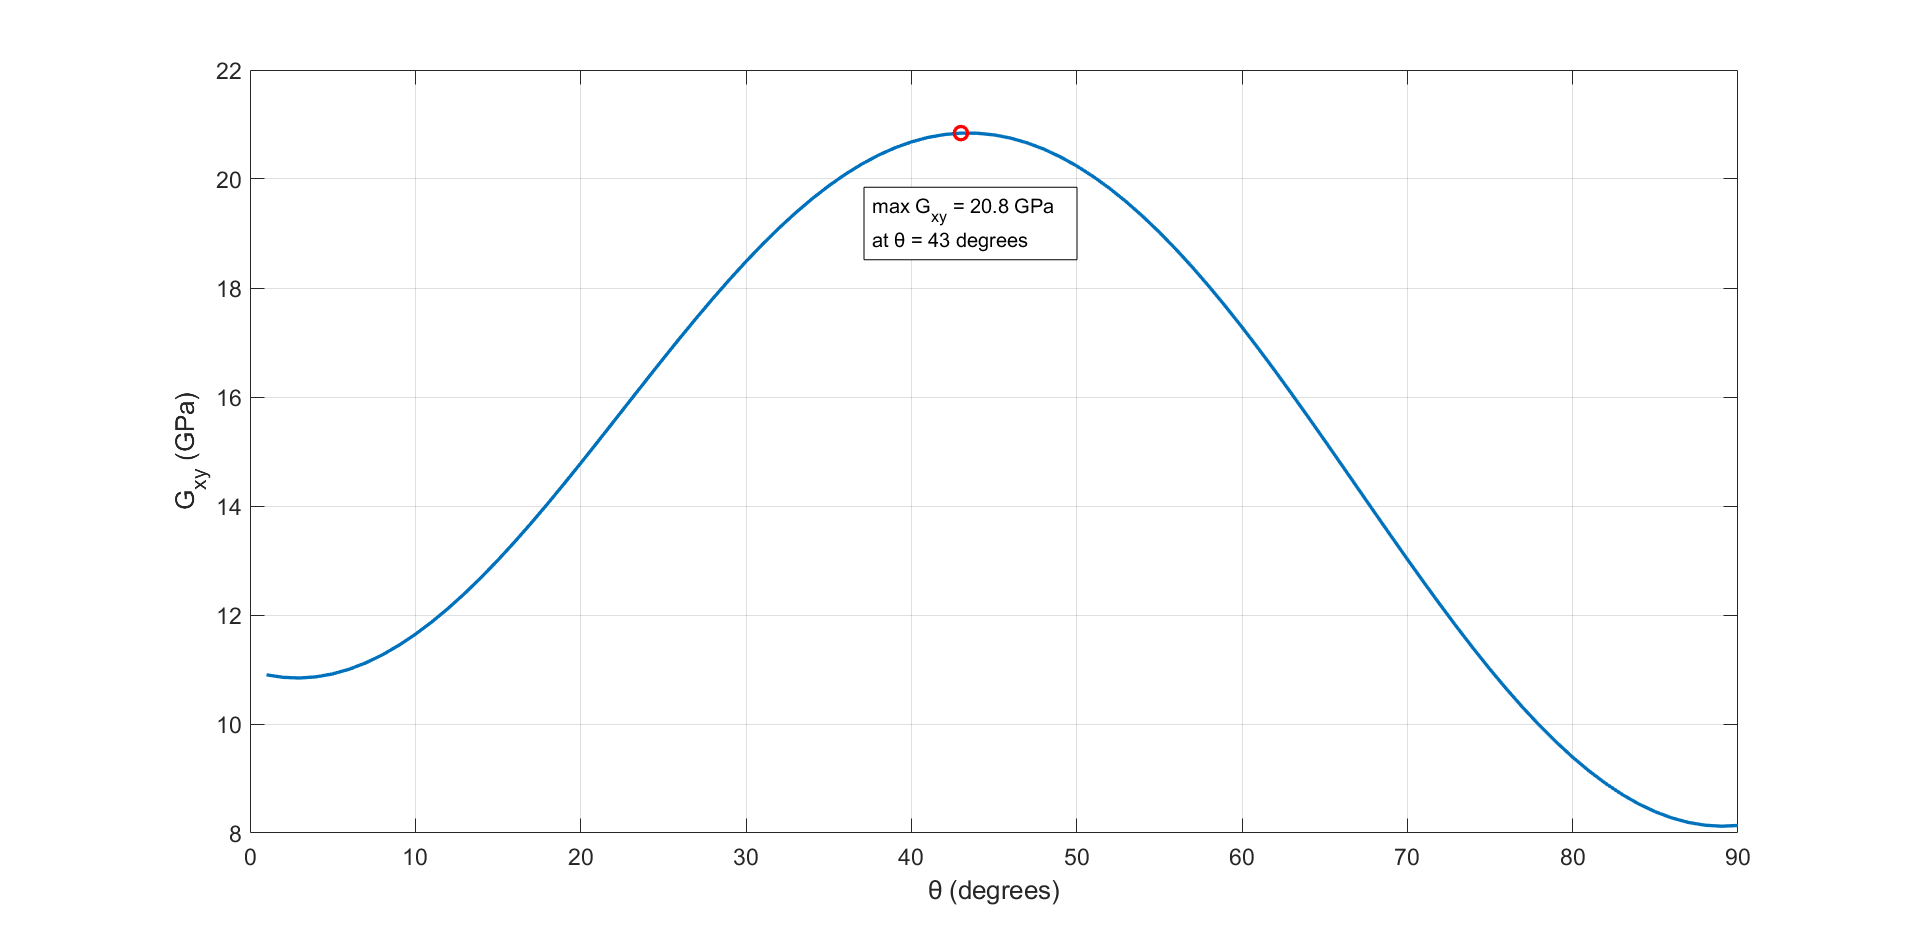 22
20
18
16
14
12
10
8
G_xy (GPa)
max G_xy = 20.8 GPa
at θ = 43 degrees
0 10 20 30 40 50 60 70 80 90
θ (degrees)